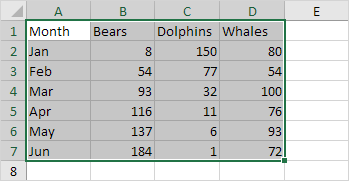 A B C D E
1 Month Bears Dolphins Whales
2 Jan 8 150 80
3 Feb 54 77 54
4 Mar 93 32 100
5 Apr 116 11 76
6 May 137 6 93
7 Jun 184 1 72
8